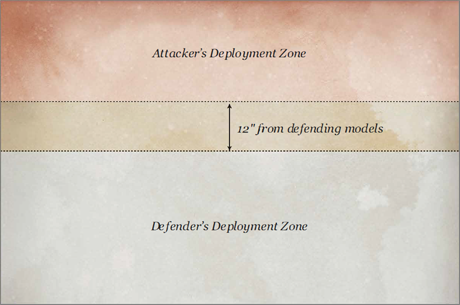 Attacker's Deployment Zone
12" from defending models
Defender's Deployment Zone